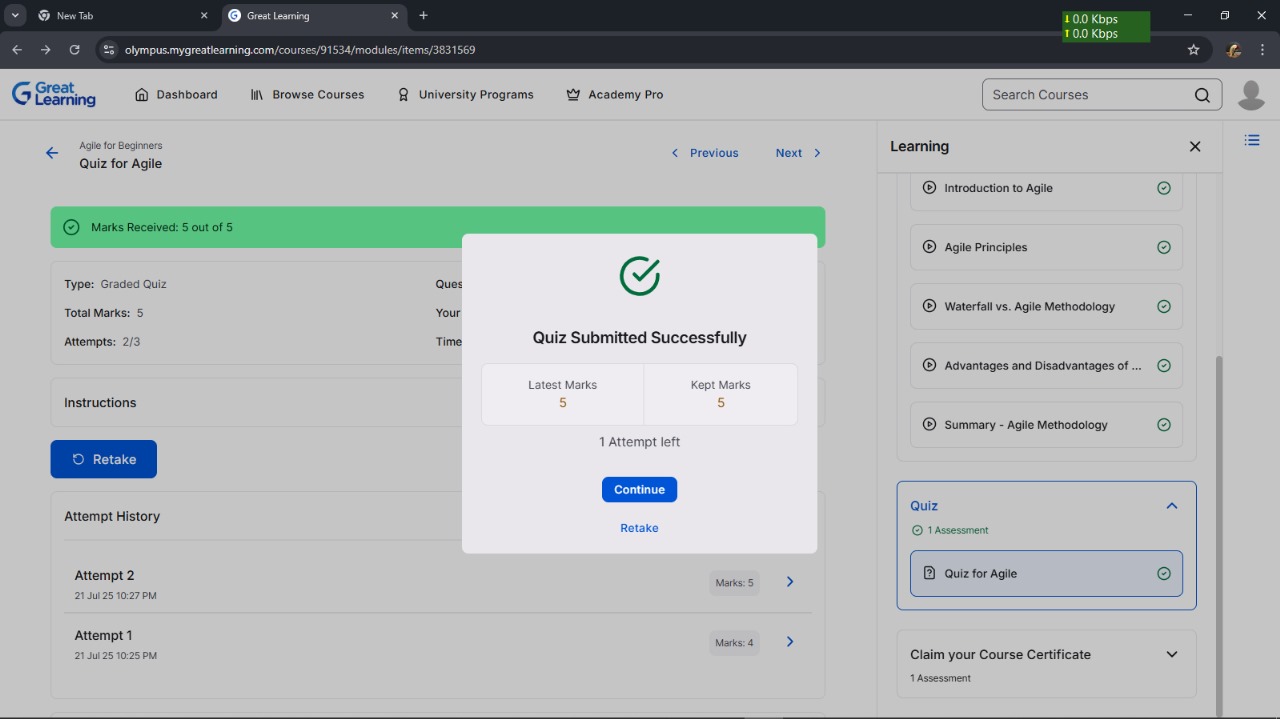 New Tab
Great Learning
0.0 Kbps
0.0 Kbps
olympus.mygreatlearning.com/courses/91534/modules/items/3831569
Great Learning
Dashboard
Browse Courses
University Programs
Academy Pro
Search Courses
Agile for Beginners
Quiz for Agile
Previous
Next
Marks Received: 5 out of 5
Type: Graded Quiz
Ques
Total Marks: 5
Your
Attempts: 2/3
Time
Instructions
Retake
Attempt History
Attempt 2
21 Jul 25 10:27 PM
Marks: 5
Attempt 1
21 Jul 25 10:25 PM
Marks: 4
Quiz Submitted Successfully
Latest Marks
5
Kept Marks
5
1 Attempt left
Continue
Retake
Learning
Introduction to Agile
Agile Principles
Waterfall vs. Agile Methodology
Advantages and Disadvantages of ...
Summary - Agile Methodology
Quiz
1 Assessment
Quiz for Agile
Claim your Course Certificate
1 Assessment